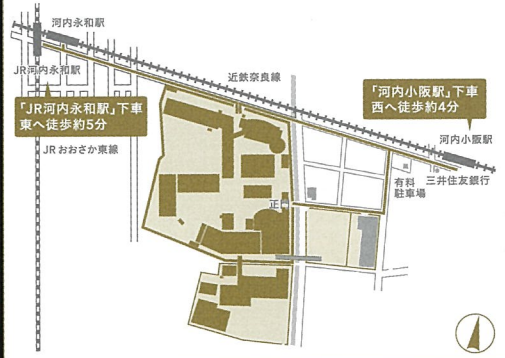 河内永和駅
JR河内永和駅
近鉄奈良線
「JR河内永和駅」下車
東へ徒歩約5分
「河内小阪駅」下車
西へ徒歩約4分
JRおおさか東線
河内小阪駅
有料
駐車場
三井住友銀行
正門